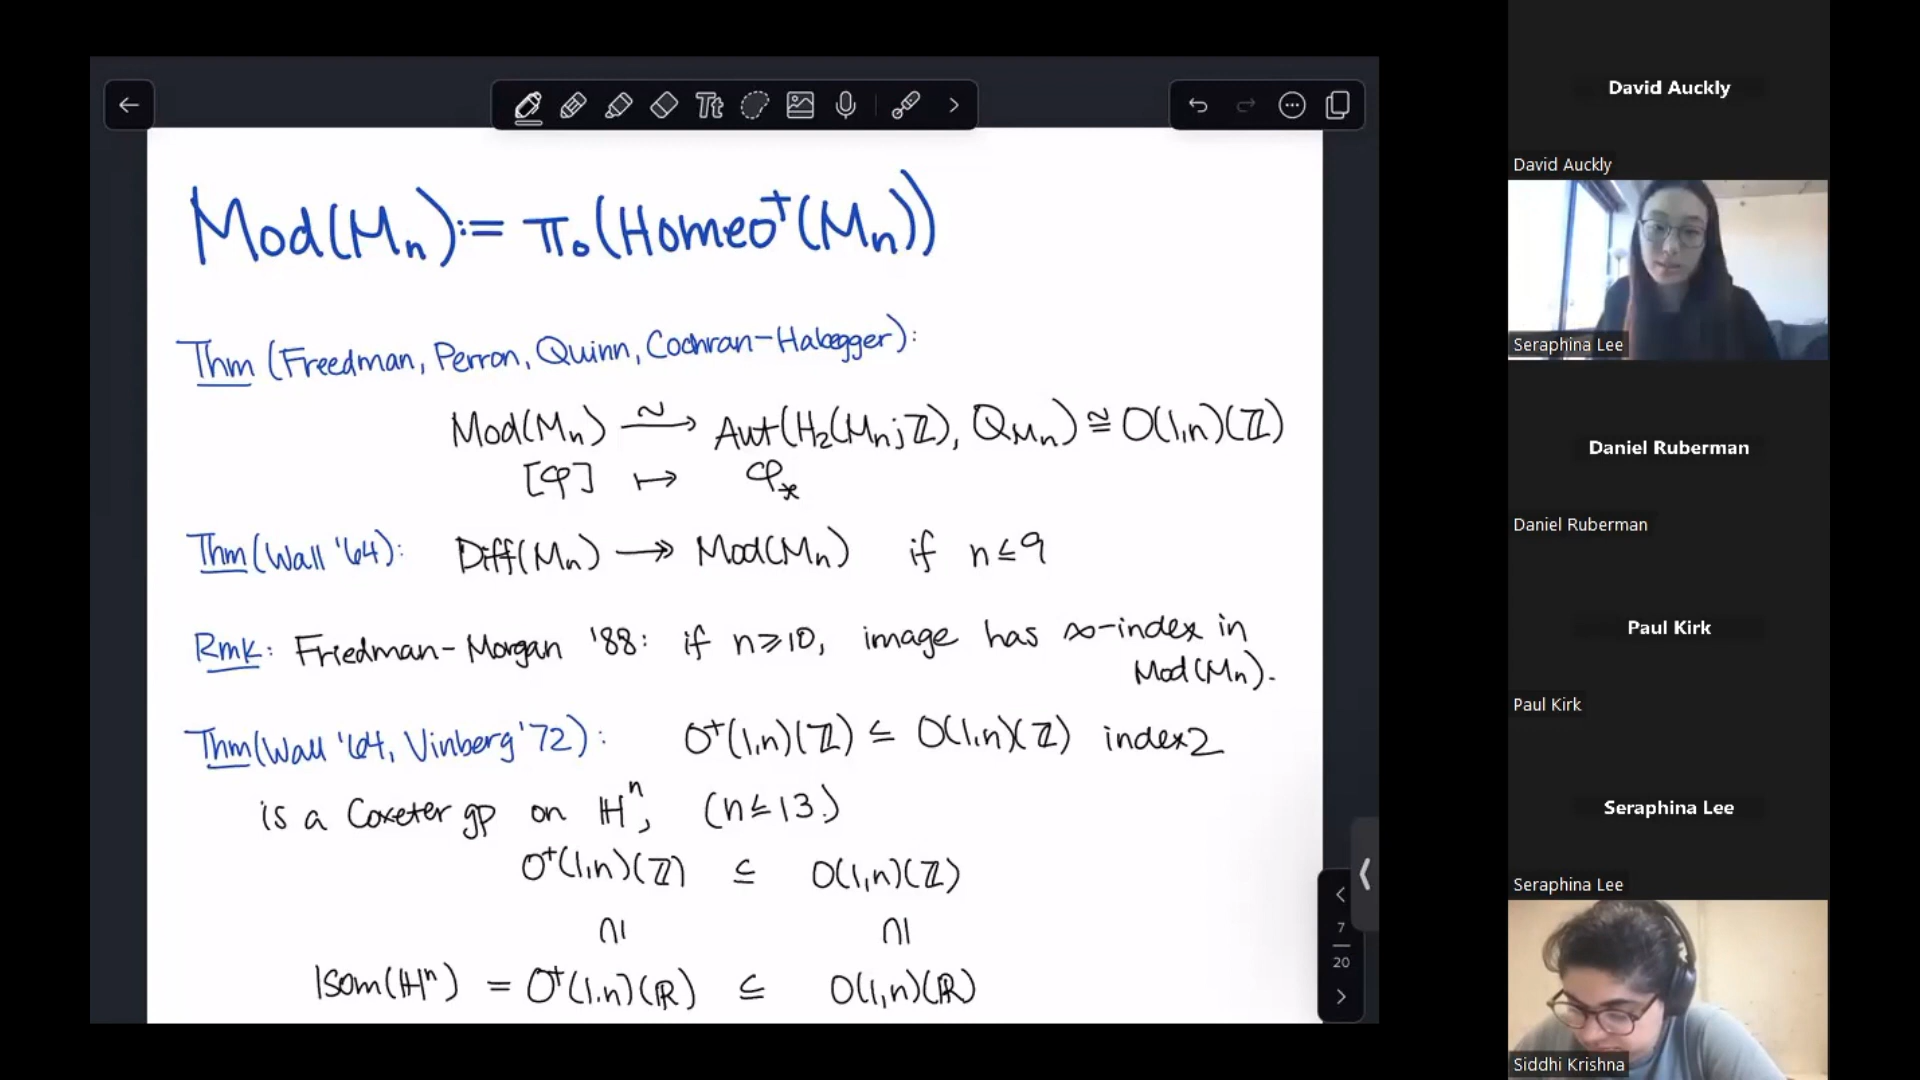 Tt
Mod(Mn) := π₀(Homeo⁺(Mn))
Thm (Freedman, Perron, Quinn, Cochran-Habegger):
Mod(Mn) ⥲ Aut(H₂(Mn;ℤ), Q_Mn) ≅ O(1,n)(ℤ)
[φ] ↦ φ_*
Thm (Wall '64): Diff(Mn) ↠ Mod(Mn) if n≤9
Rmk: Friedman-Morgan '88: if n≥10, image has ∞-index in
Mod(Mn).
Thm (Wall '64, Vinberg '72): O⁺(1,n)(ℤ) ≤ O(1,n)(ℤ) index 2
is a Coxeter gp on ℍⁿ, (n≤13.)
O⁺(1,n)(ℤ) ≤ O(1,n)(ℤ)
∩| ∩|
Isom(ℍⁿ) = O⁺(1,n)(ℝ) ≤ O(1,n)(ℝ)
7
20
David Auckly
David Auckly
Seraphina Lee
Daniel Ruberman
Daniel Ruberman
Paul Kirk
Paul Kirk
Seraphina Lee
Seraphina Lee
Siddhi Krishna